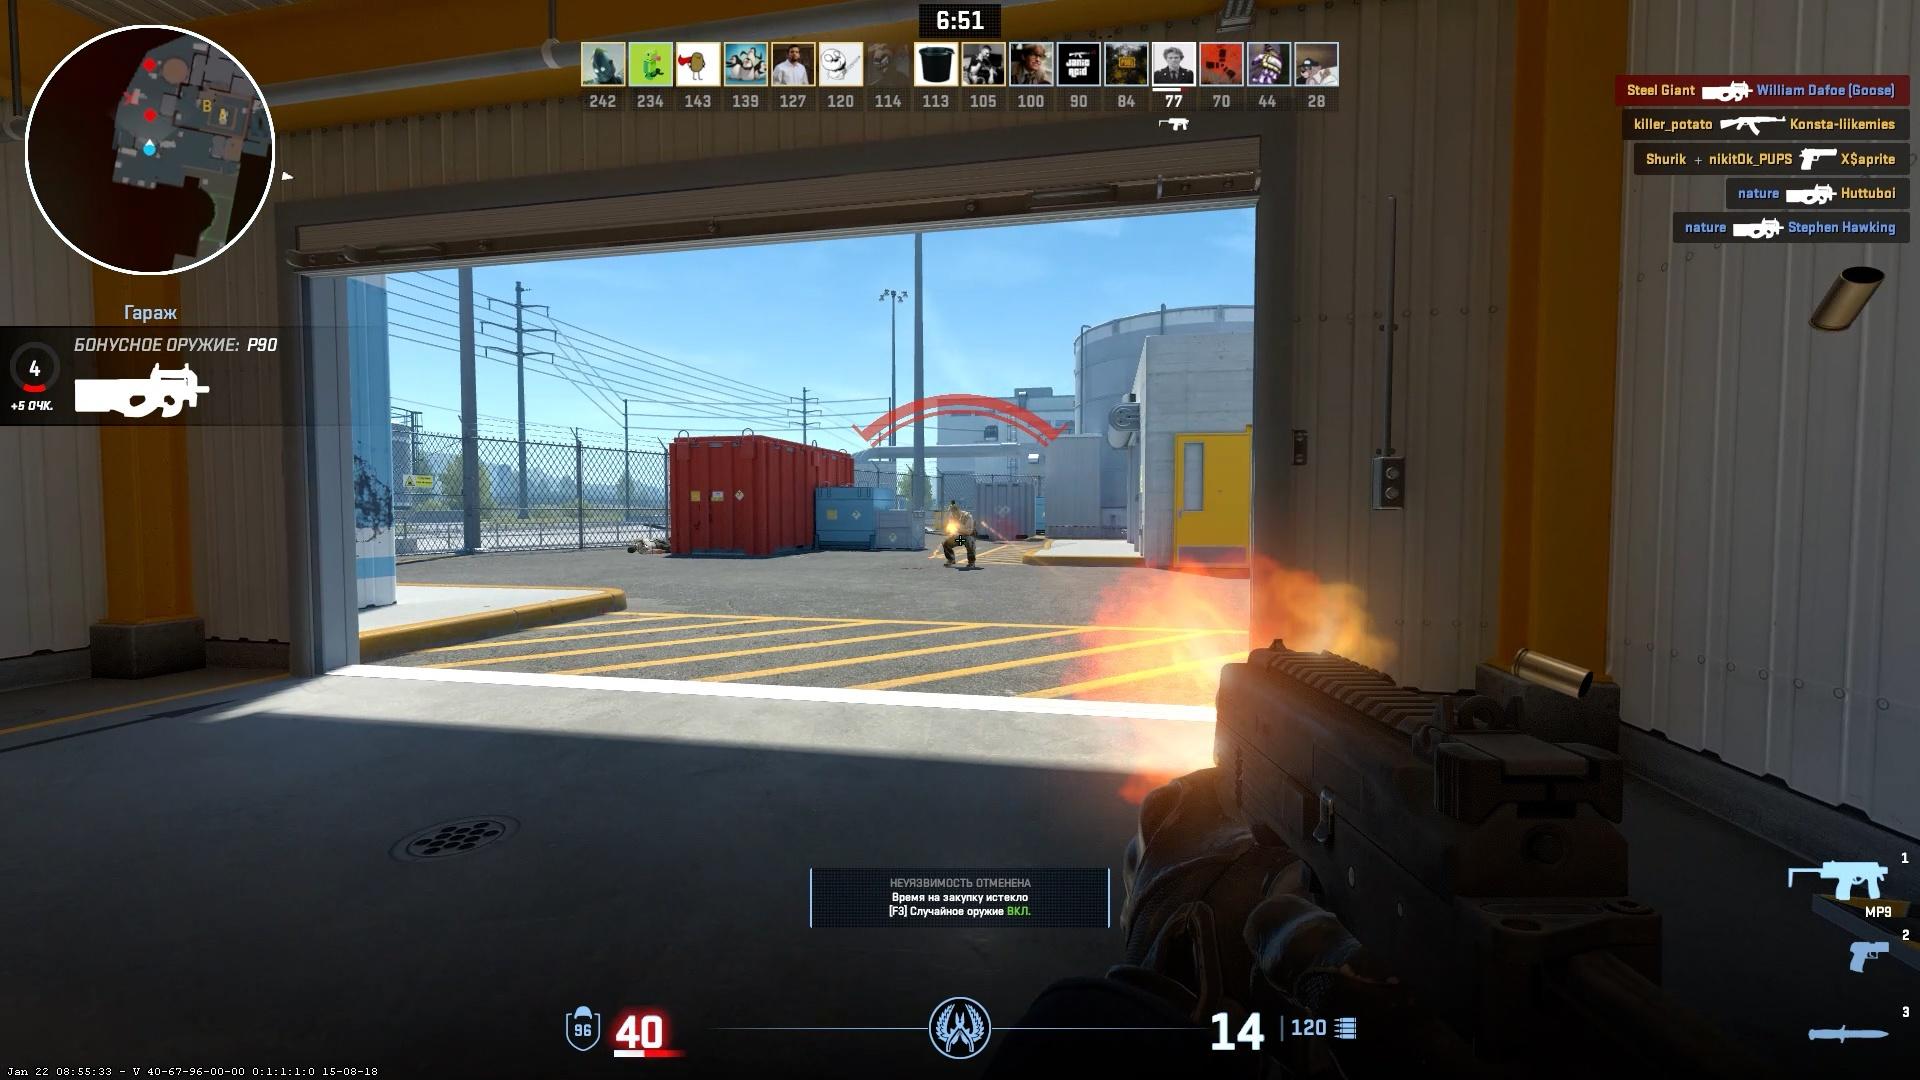 6:51
242 234 143 139 127 120 114 113 105 100 90 84 77 70 44 28
JANIC ACID
B
A
Steel Giant William Dafoe (Goose)
killer_potato Konsta-liikemies
Shurik + nikitOk_PUPS X$aprite
nature Huttuboi
nature Stephen Hawking
Гараж
БОНУСНОЕ ОРУЖИЕ: P90
4
+5 ОЧК.
НЕУЯЗВИМОСТЬ ОТМЕНЕНА
Время на закупку истекло
[F3] Случайное оружие ВКЛ.
1
MP9
2
3
96 40
14 | 120
Jan 22 08:55:33 - V 40-67-96-00-00 0:1:1:1:0 15-08-18